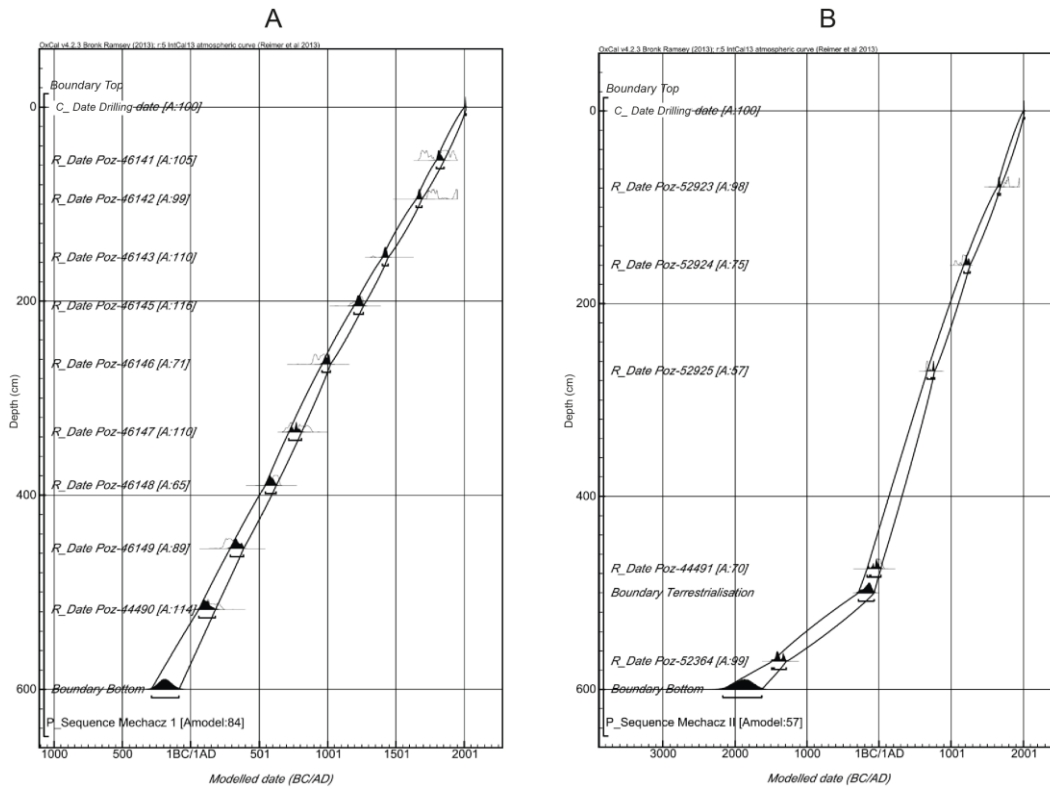 A
OxCal v4.2.3 Bronk Ramsey (2013); r:5 IntCal13 atmospheric curve (Reimer et al 2013)
Boundary Top
0
C_Date Drilling-date [A:100]
R_Date Poz-46141 [A:105]
R_Date Poz-46142 [A:99]
R_Date Poz-46143 [A:110]
200
R_Date Poz-46145 [A:116]
R_Date Poz-46146 [A:71]
Depth (cm)
R_Date Poz-46147 [A:110]
R_Date Poz-46148 [A:65]
400
R_Date Poz-46149 [A:89]
R_Date Poz-44490 [A:114]
600
Boundary Bottom
P_Sequence Mechacz 1 [Amodel:84]
1000 500 1BC/1AD 501 1001 1501 2001
Modelled date (BC/AD)
B
OxCal v4.2.3 Bronk Ramsey (2013); r:5 IntCal13 atmospheric curve (Reimer et al 2013)
Boundary Top
0
C_Date Drilling-date [A:100]
R_Date Poz-52923 [A:98]
R_Date Poz-52924 [A:75]
200
R_Date Poz-52925 [A:57]
Depth (cm)
400
R_Date Poz-44491 [A:70]
Boundary Terrestrialisation
R_Date Poz-52364 [A:99]
600
Boundary Bottom
P_Sequence Mechacz II [Amodel:57]
3000 2000 1000 1BC/1AD 1001 2001
Modelled date (BC/AD)